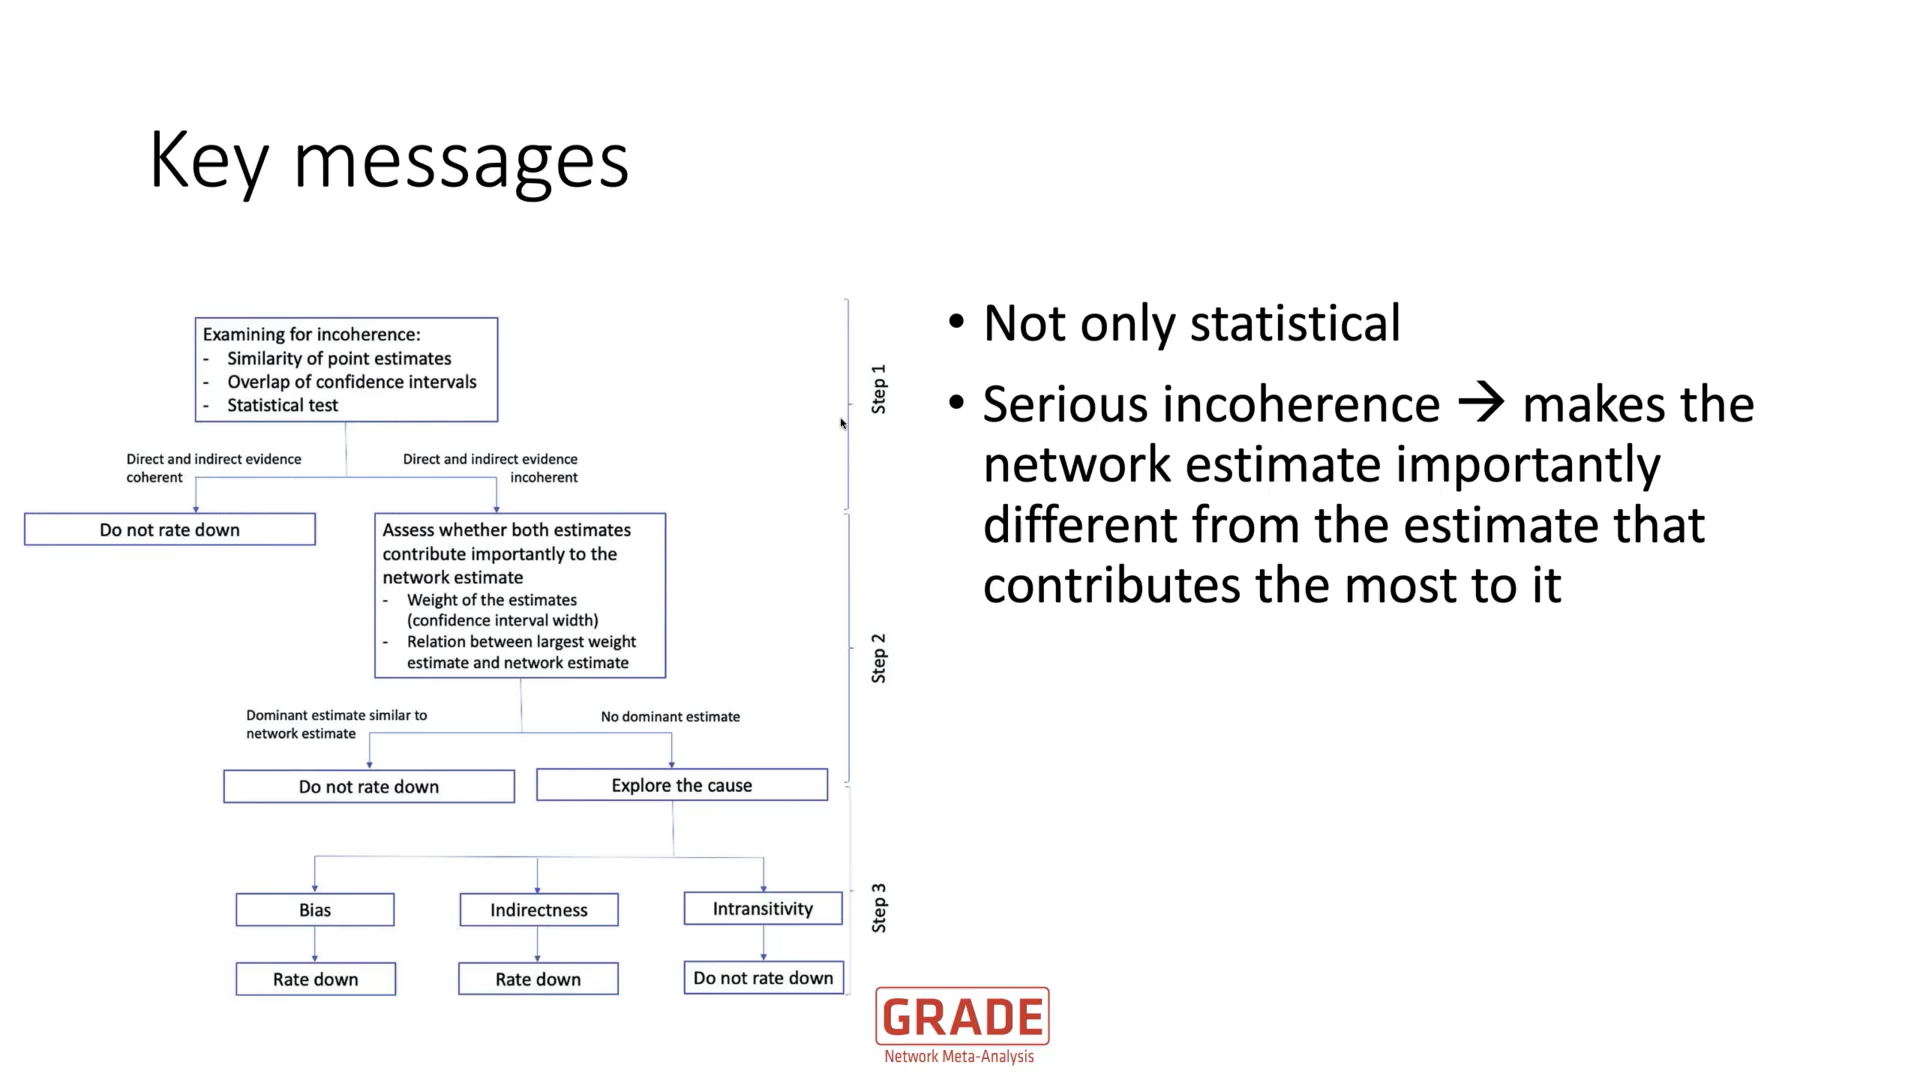 Key messages
Examining for incoherence:
- Similarity of point estimates
- Overlap of confidence intervals
- Statistical test
Direct and indirect evidence
coherent
Direct and indirect evidence
incoherent
Do not rate down
Assess whether both estimates
contribute importantly to the
network estimate
- Weight of the estimates
(confidence interval width)
- Relation between largest weight
estimate and network estimate
Dominant estimate similar to
network estimate
No dominant estimate
Do not rate down
Explore the cause
Bias
Indirectness
Intransitivity
Rate down
Rate down
Do not rate down
Step 1
Step 2
Step 3
• Not only statistical
• Serious incoherence → makes the
network estimate importantly
different from the estimate that
contributes the most to it
GRADE
Network Meta-Analysis